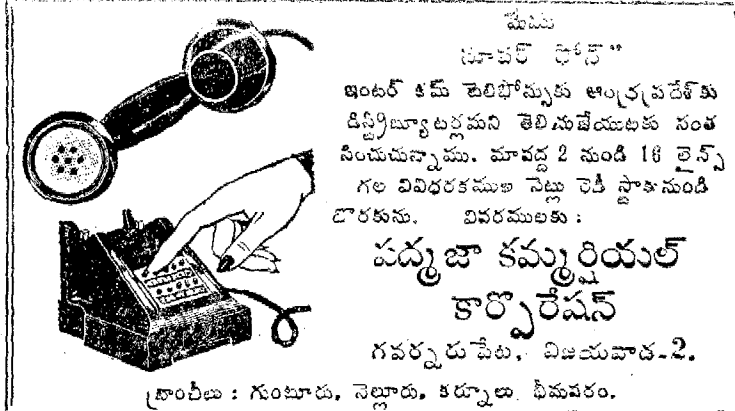 మేము
సూపర్ ఫోన్"
ఇంటర్ కమ్ టెలిఫోన్సుకు ఆంధ్రప్రదేశ్‌కు
డిస్ట్రిబ్యూటర్లమని తెలియజేయుటకు సంత
సించుచున్నాము. మావద్ద 2 నుండి 16 లైన్స్
గల వివిధరకముల సెట్లు రెడీ స్టాకునుండి
దొరకును. వివరములకు :
పద్మజా కమ్మర్షియల్
కార్పొరేషన్
గవర్నరుపేట, విజయవాడ-2.
బ్రాంచీలు : గుంటూరు, నెల్లూరు, కర్నూలు, భీమవరం.